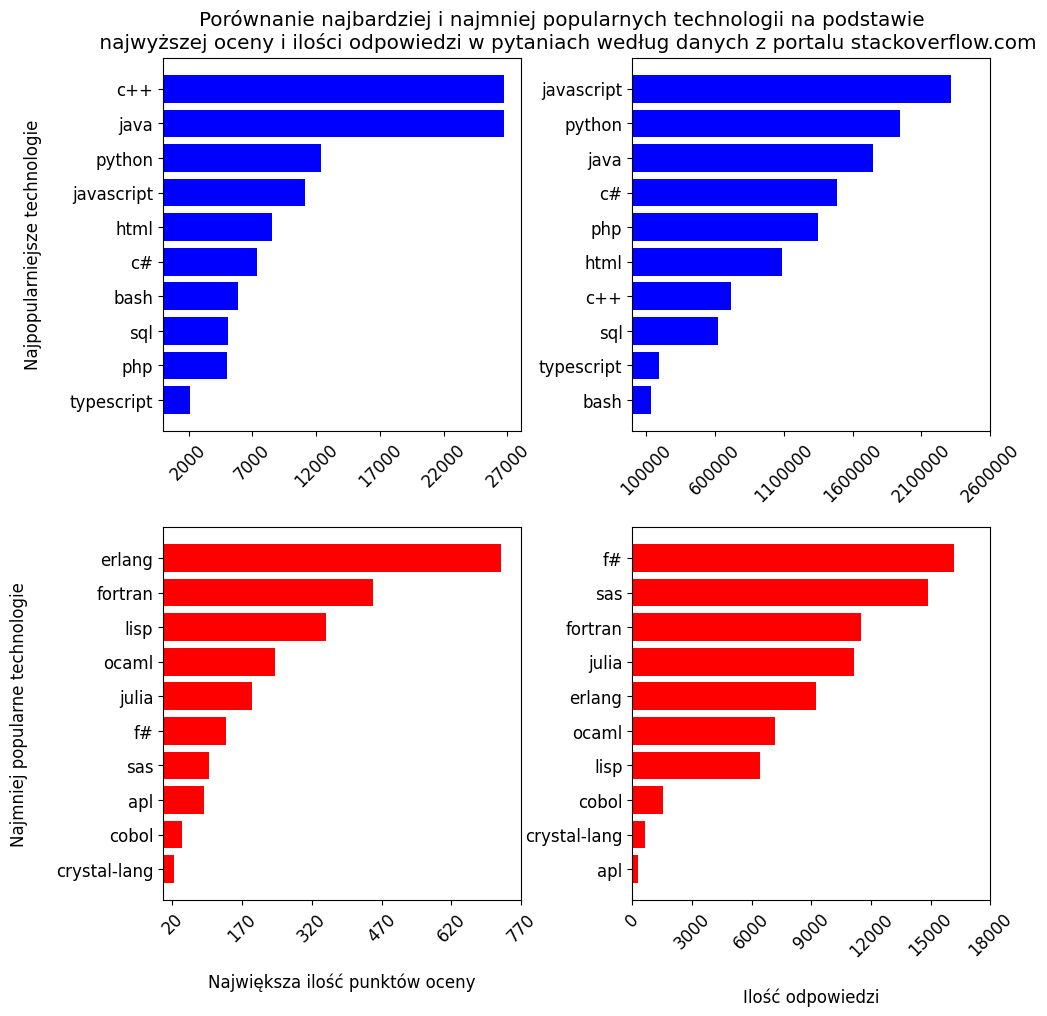 Porównanie najbardziej i najmniej popularnych technologii na podstawie
najwyższej oceny i ilości odpowiedzi w pytaniach według danych z portalu stackoverflow.com
Najpopularniejsze technologie
c++
java
python
javascript
html
c#
bash
sql
php
typescript
2000 7000 12000 17000 22000 27000
javascript
python
java
c#
php
html
c++
sql
typescript
bash
100000 600000 1100000 1600000 2100000 2600000
Najmniej popularne technologie
erlang
fortran
lisp
ocaml
julia
f#
sas
apl
cobol
crystal-lang
20 170 320 470 620 770
Największa ilość punktów oceny
f#
sas
fortran
julia
erlang
ocaml
lisp
cobol
crystal-lang
apl
0 3000 6000 9000 12000 15000 18000
Ilość odpowiedzi